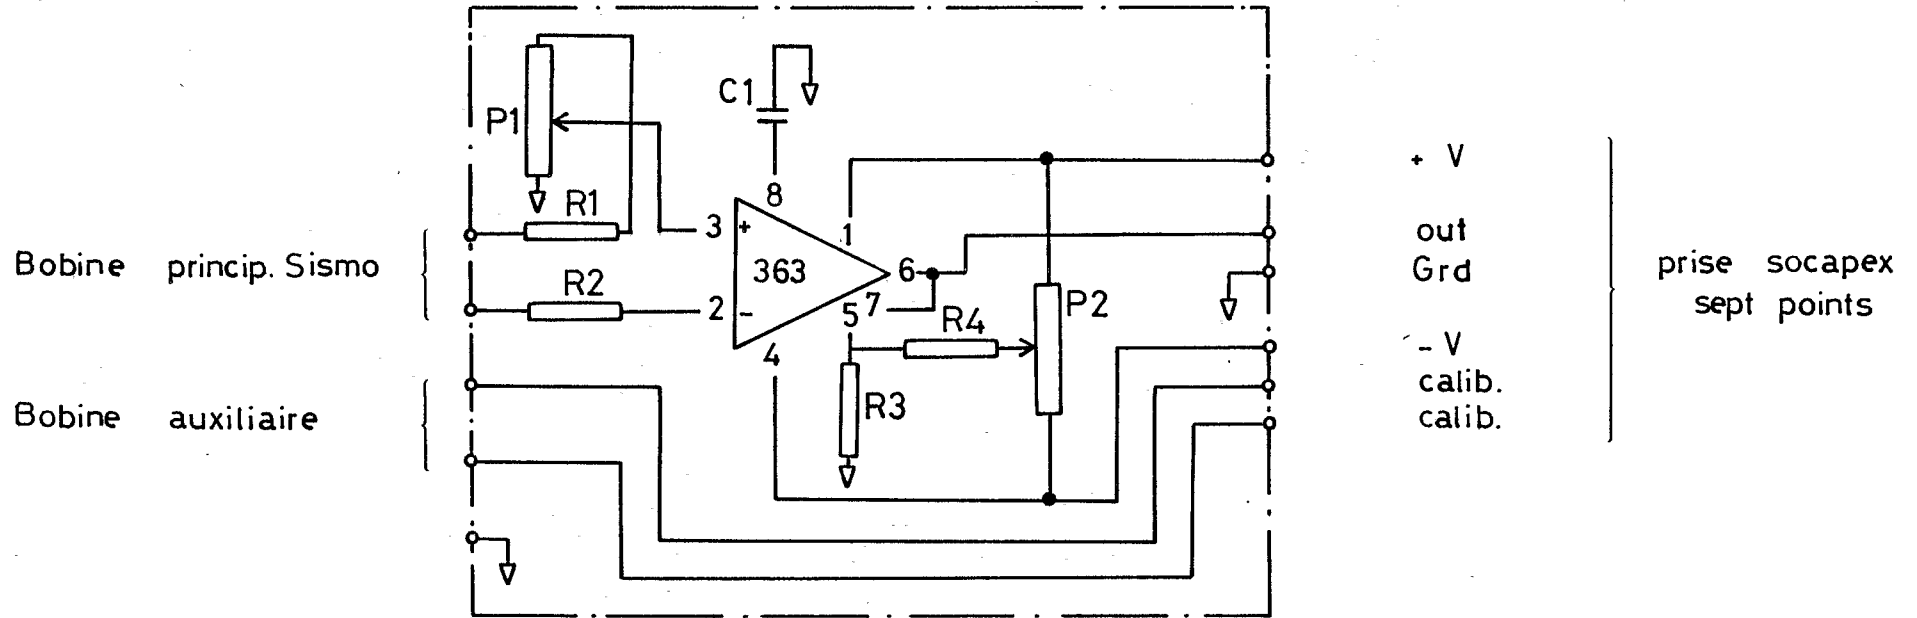 P1
C1
R1
8
3
+
1
Bobine princip. Sismo
363
6
R2
2
-
5
7
R4
P2
4
R3
Bobine auxiliaire
+ V
out
Grd
- V
calib.
calib.
prise socapex
sept points